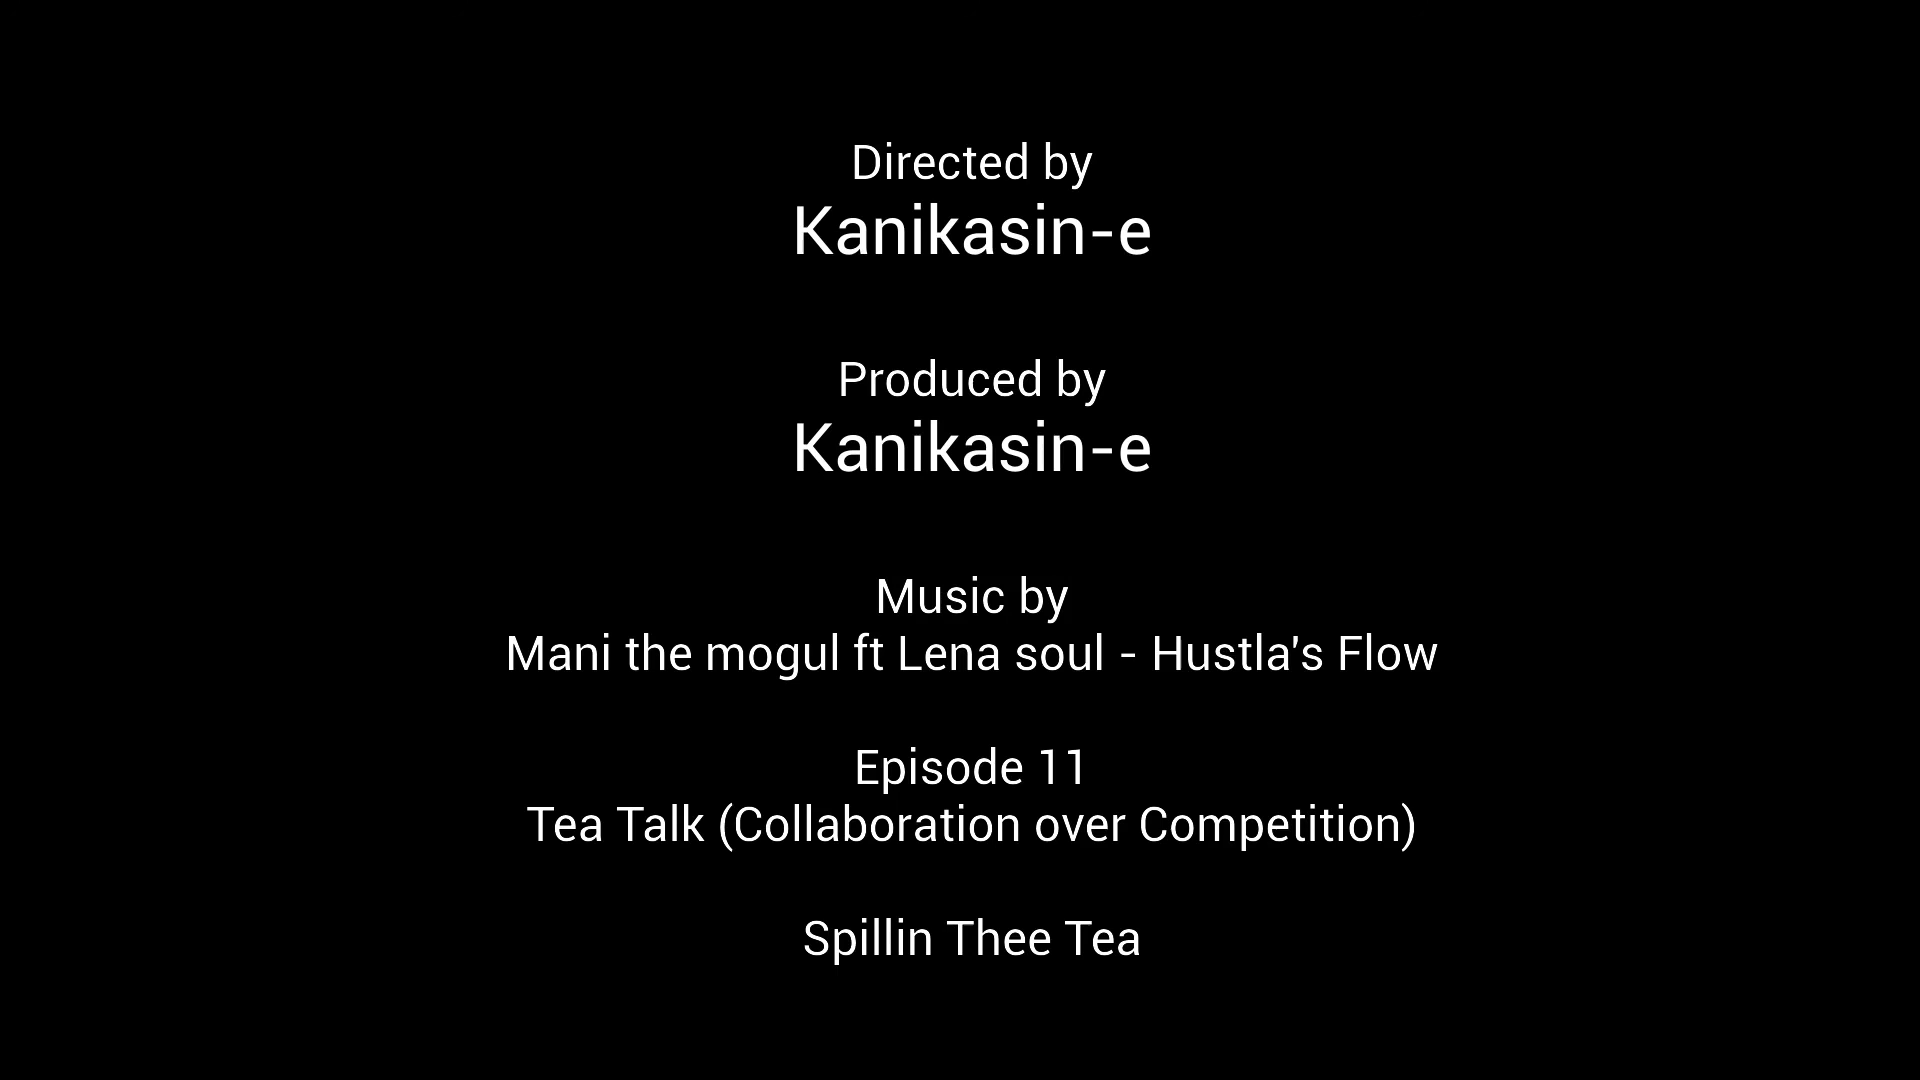 Directed by
Kanikasin-e
Produced by
Kanikasin-e
Music by
Mani the mogul ft Lena soul - Hustla's Flow
Episode 11
Tea Talk (Collaboration over Competition)
Spillin Thee Tea